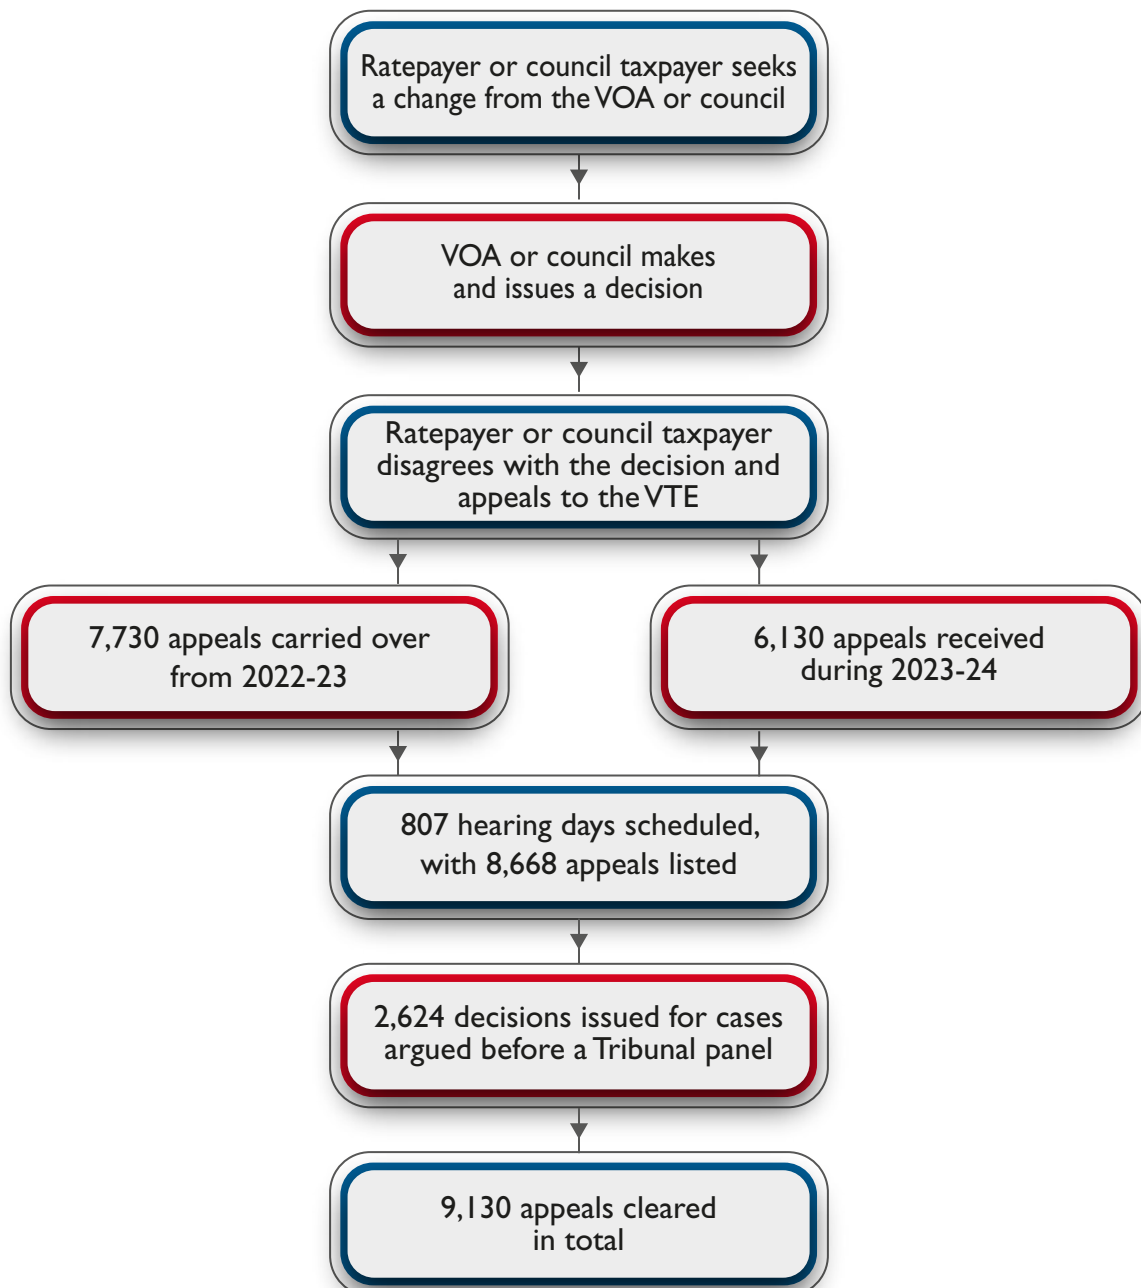 Ratepayer or council taxpayer seeks
a change from the VOA or council
VOA or council makes
and issues a decision
Ratepayer or council taxpayer
disagrees with the decision and
appeals to the VTE
7,730 appeals carried over
from 2022-23
6,130 appeals received
during 2023-24
807 hearing days scheduled,
with 8,668 appeals listed
2,624 decisions issued for cases
argued before a Tribunal panel
9,130 appeals cleared
in total